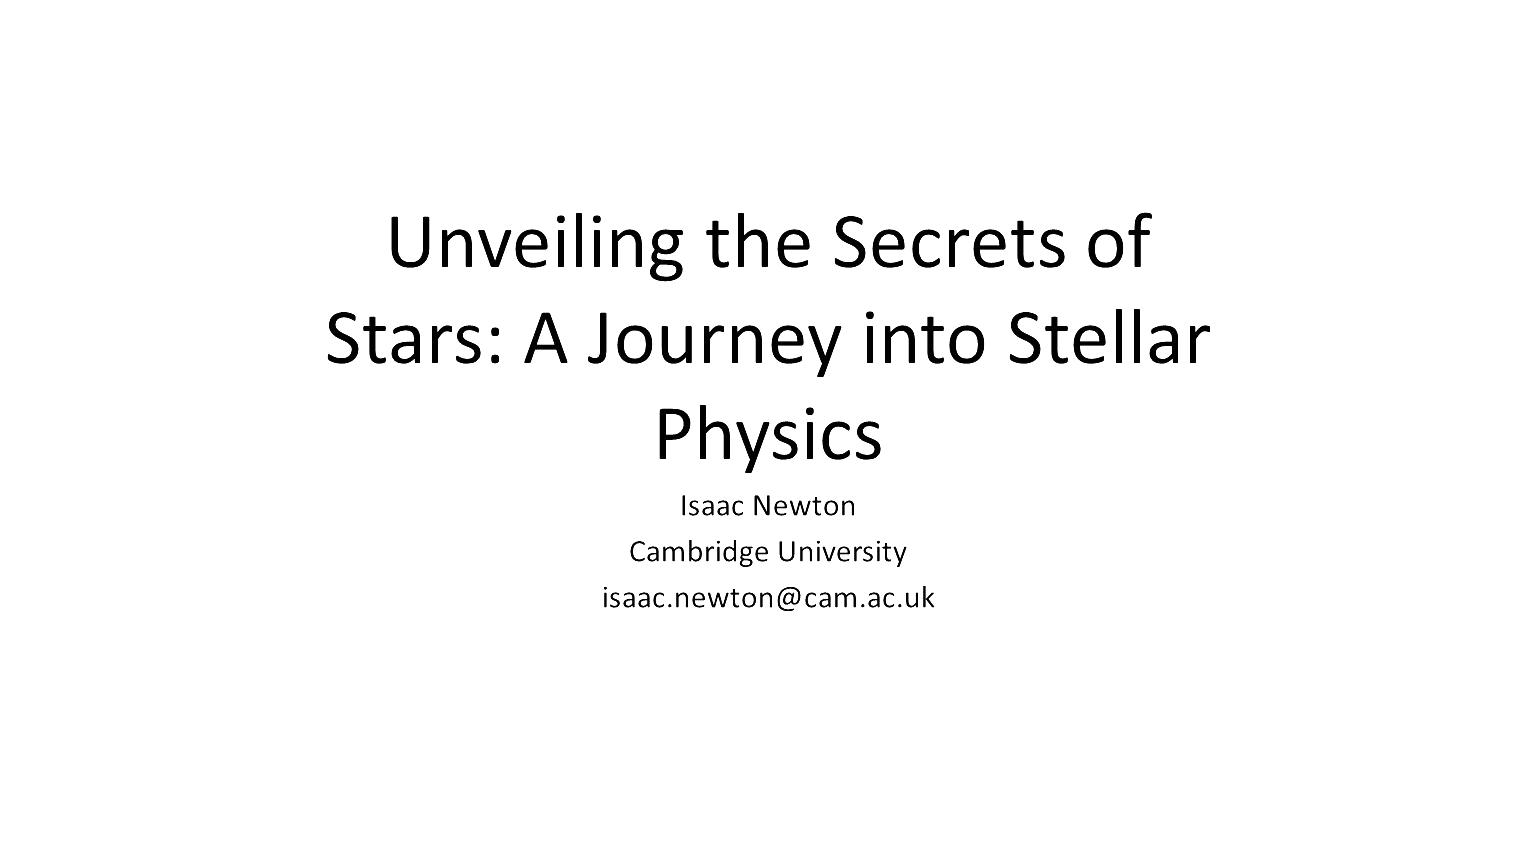 Unveiling the Secrets of
Stars: A Journey into Stellar
Physics
Isaac Newton
Cambridge University
isaac.newton@cam.ac.uk